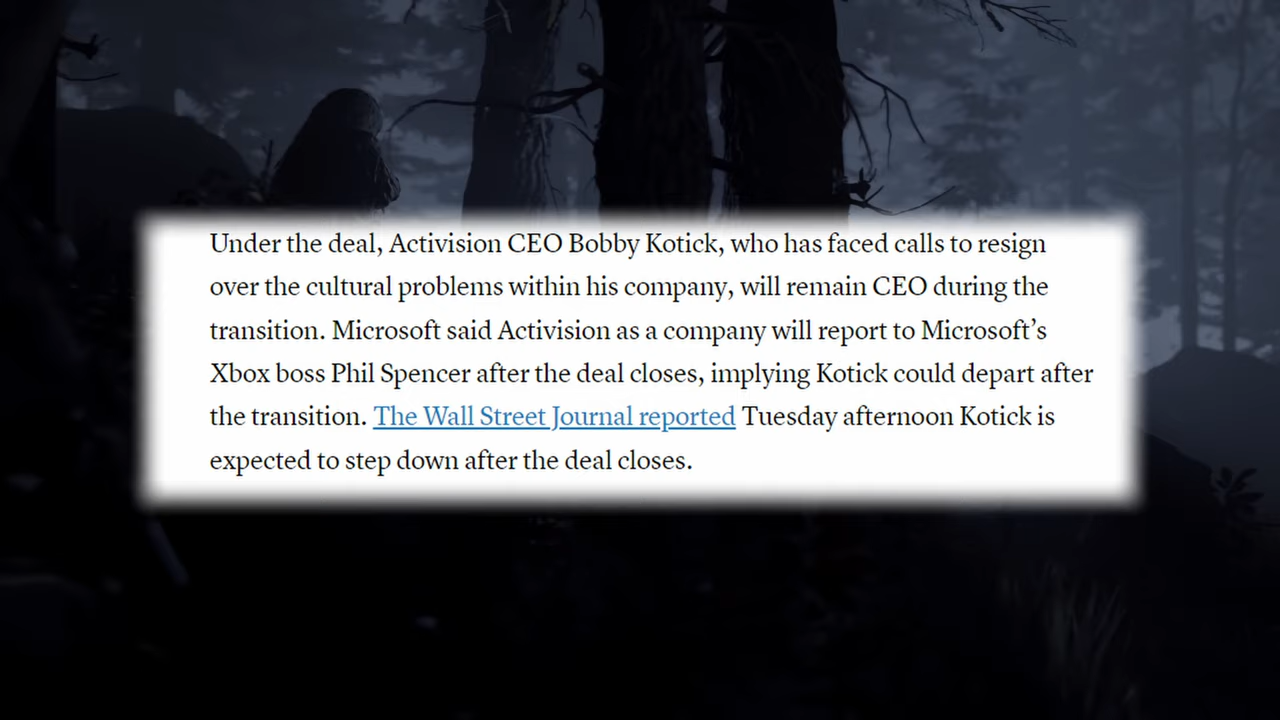 Under the deal, Activision CEO Bobby Kotick, who has faced calls to resign
over the cultural problems within his company, will remain CEO during the
transition. Microsoft said Activision as a company will report to Microsoft’s
Xbox boss Phil Spencer after the deal closes, implying Kotick could depart after
the transition. The Wall Street Journal reported Tuesday afternoon Kotick is
expected to step down after the deal closes.